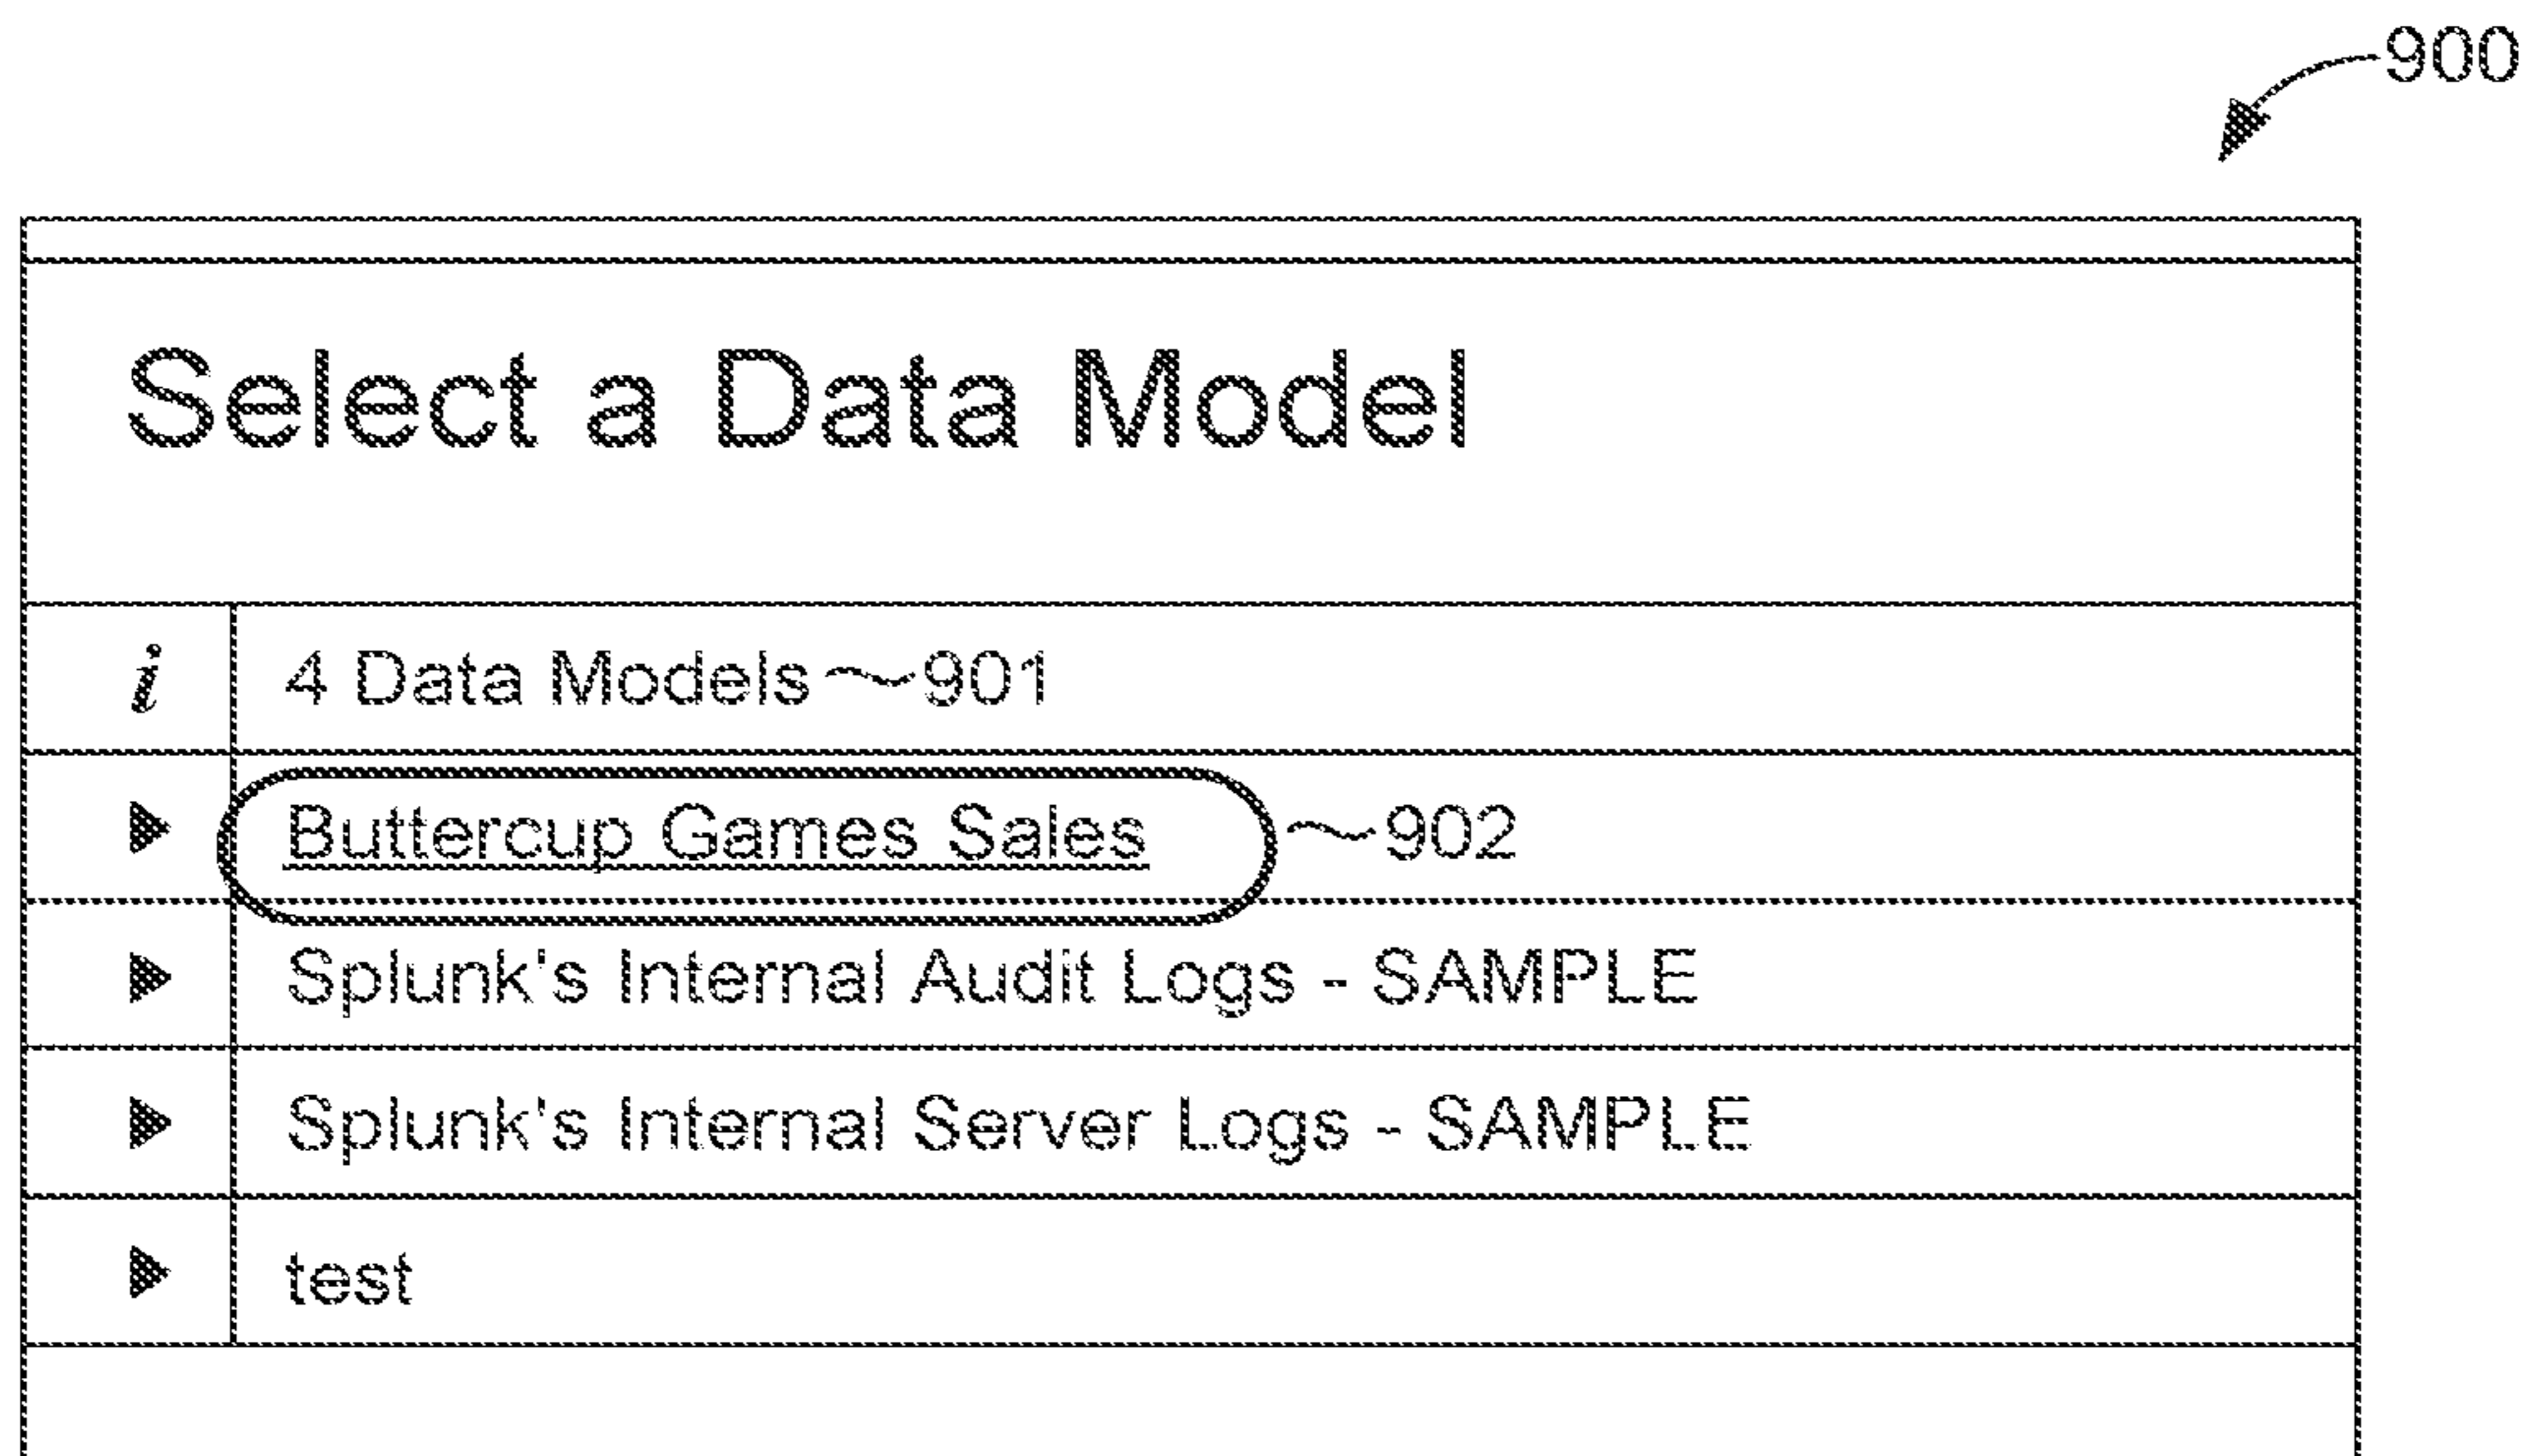 900
Select a Data Model
i 4 Data Models 901
Buttercup Games Sales 902
Splunk's Internal Audit Logs - SAMPLE
Splunk's Internal Server Logs - SAMPLE
test